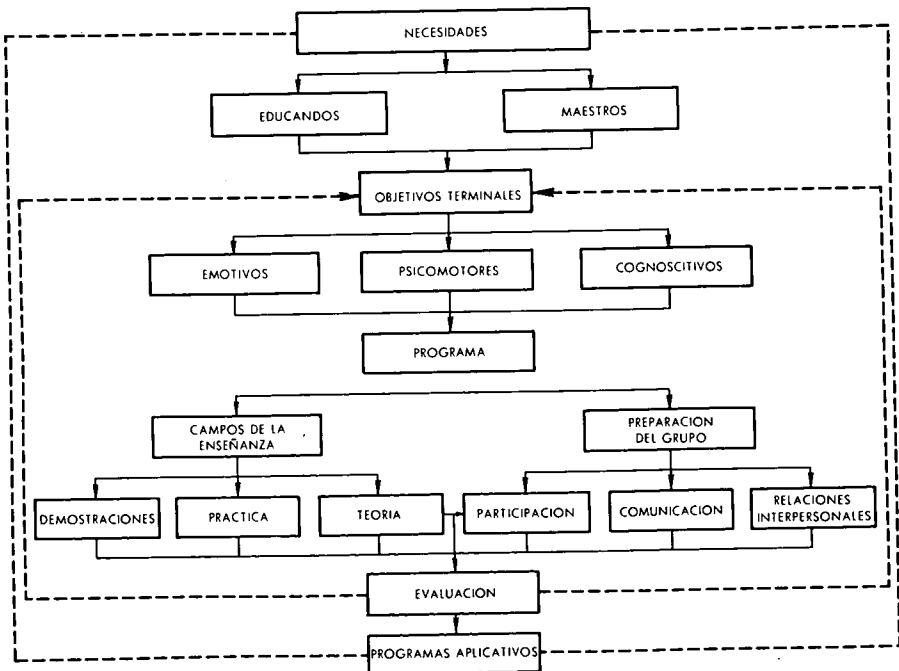 NECESIDADES
EDUCANDOS
MAESTROS
OBJETIVOS TERMINALES
EMOTIVOS
PSICOMOTORES
COGNOSCITIVOS
PROGRAMA
CAMPOS DE LA
ENSEÑANZA
PREPARACION
DEL GRUPO
DEMOSTRACIONES
PRACTICA
TEORIA
PARTICIPACION
COMUNICACION
RELACIONES
INTERPERSONALES
EVALUACION
PROGRAMAS APLICATIVOS